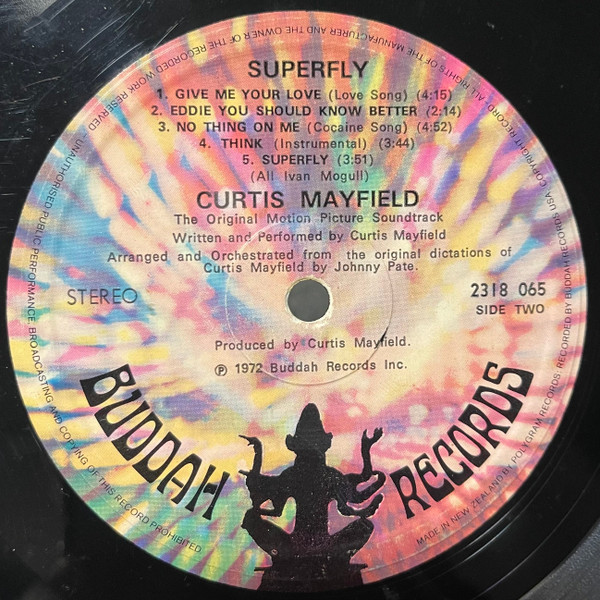 SUPERFLY
1. GIVE ME YOUR LOVE (Love Song) (4:15)
2. EDDIE YOU SHOULD KNOW BETTER (2:14)
3. NO THING ON ME (Cocaine Song) (4:52)
4. THINK (Instrumental) (3:44)
5. SUPERFLY (3:51)
(All Ivan Mogull)
CURTIS MAYFIELD
The Original Motion Picture Soundtrack
Written and Performed by Curtis Mayfield
Arranged and Orchestrated from the original dictations of
Curtis Mayfield by Johnny Pate.
STEREO
2318 065
SIDE TWO
Produced by Curtis Mayfield.
℗ 1972 Buddah Records Inc.
BUDDAH RECORDS
ALL RIGHTS OF THE MANUFACTURER AND THE OWNER OF THE RECORDED WORK RESERVED. UNAUTHORISED PUBLIC PERFORMANCE, BROADCASTING AND COPYING OF THIS RECORD PROHIBITED
MADE IN NEW ZEALAND BY POLYGRAM RECORDS. RECORDED BY BUDDAH RECORDS USA. COPYRIGHT RECORD.